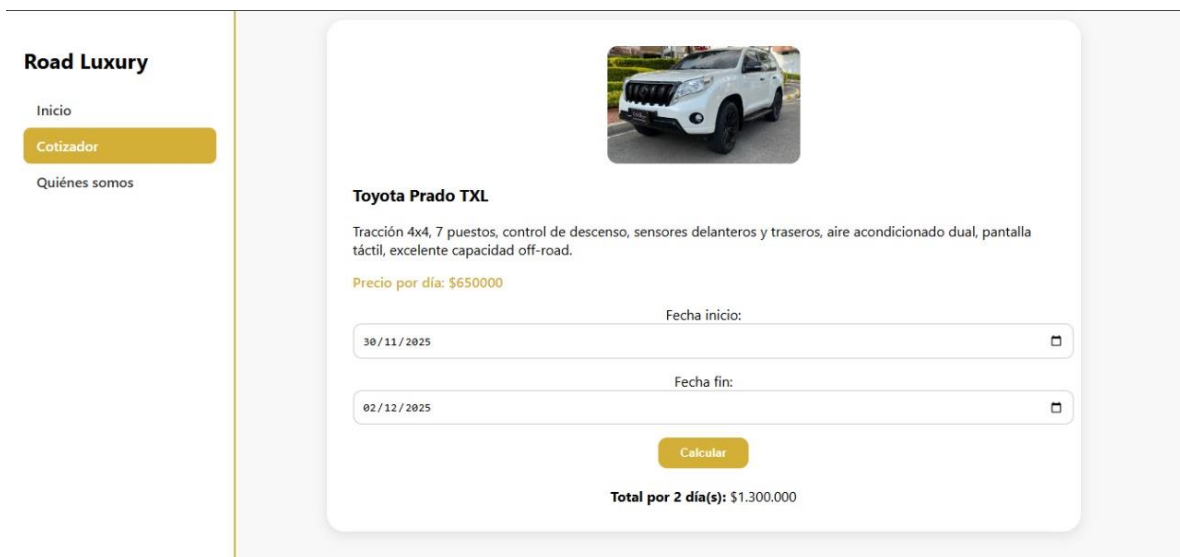 Road Luxury
Inicio
Cotizador
Quiénes somos
Toyota Prado TXL
Tracción 4x4, 7 puestos, control de descenso, sensores delanteros y traseros, aire acondicionado dual, pantalla
táctil, excelente capacidad off-road.
Precio por día: $650000
Fecha inicio:
30/11/2025
Fecha fin:
02/12/2025
Calcular
Total por 2 día(s): $1.300.000